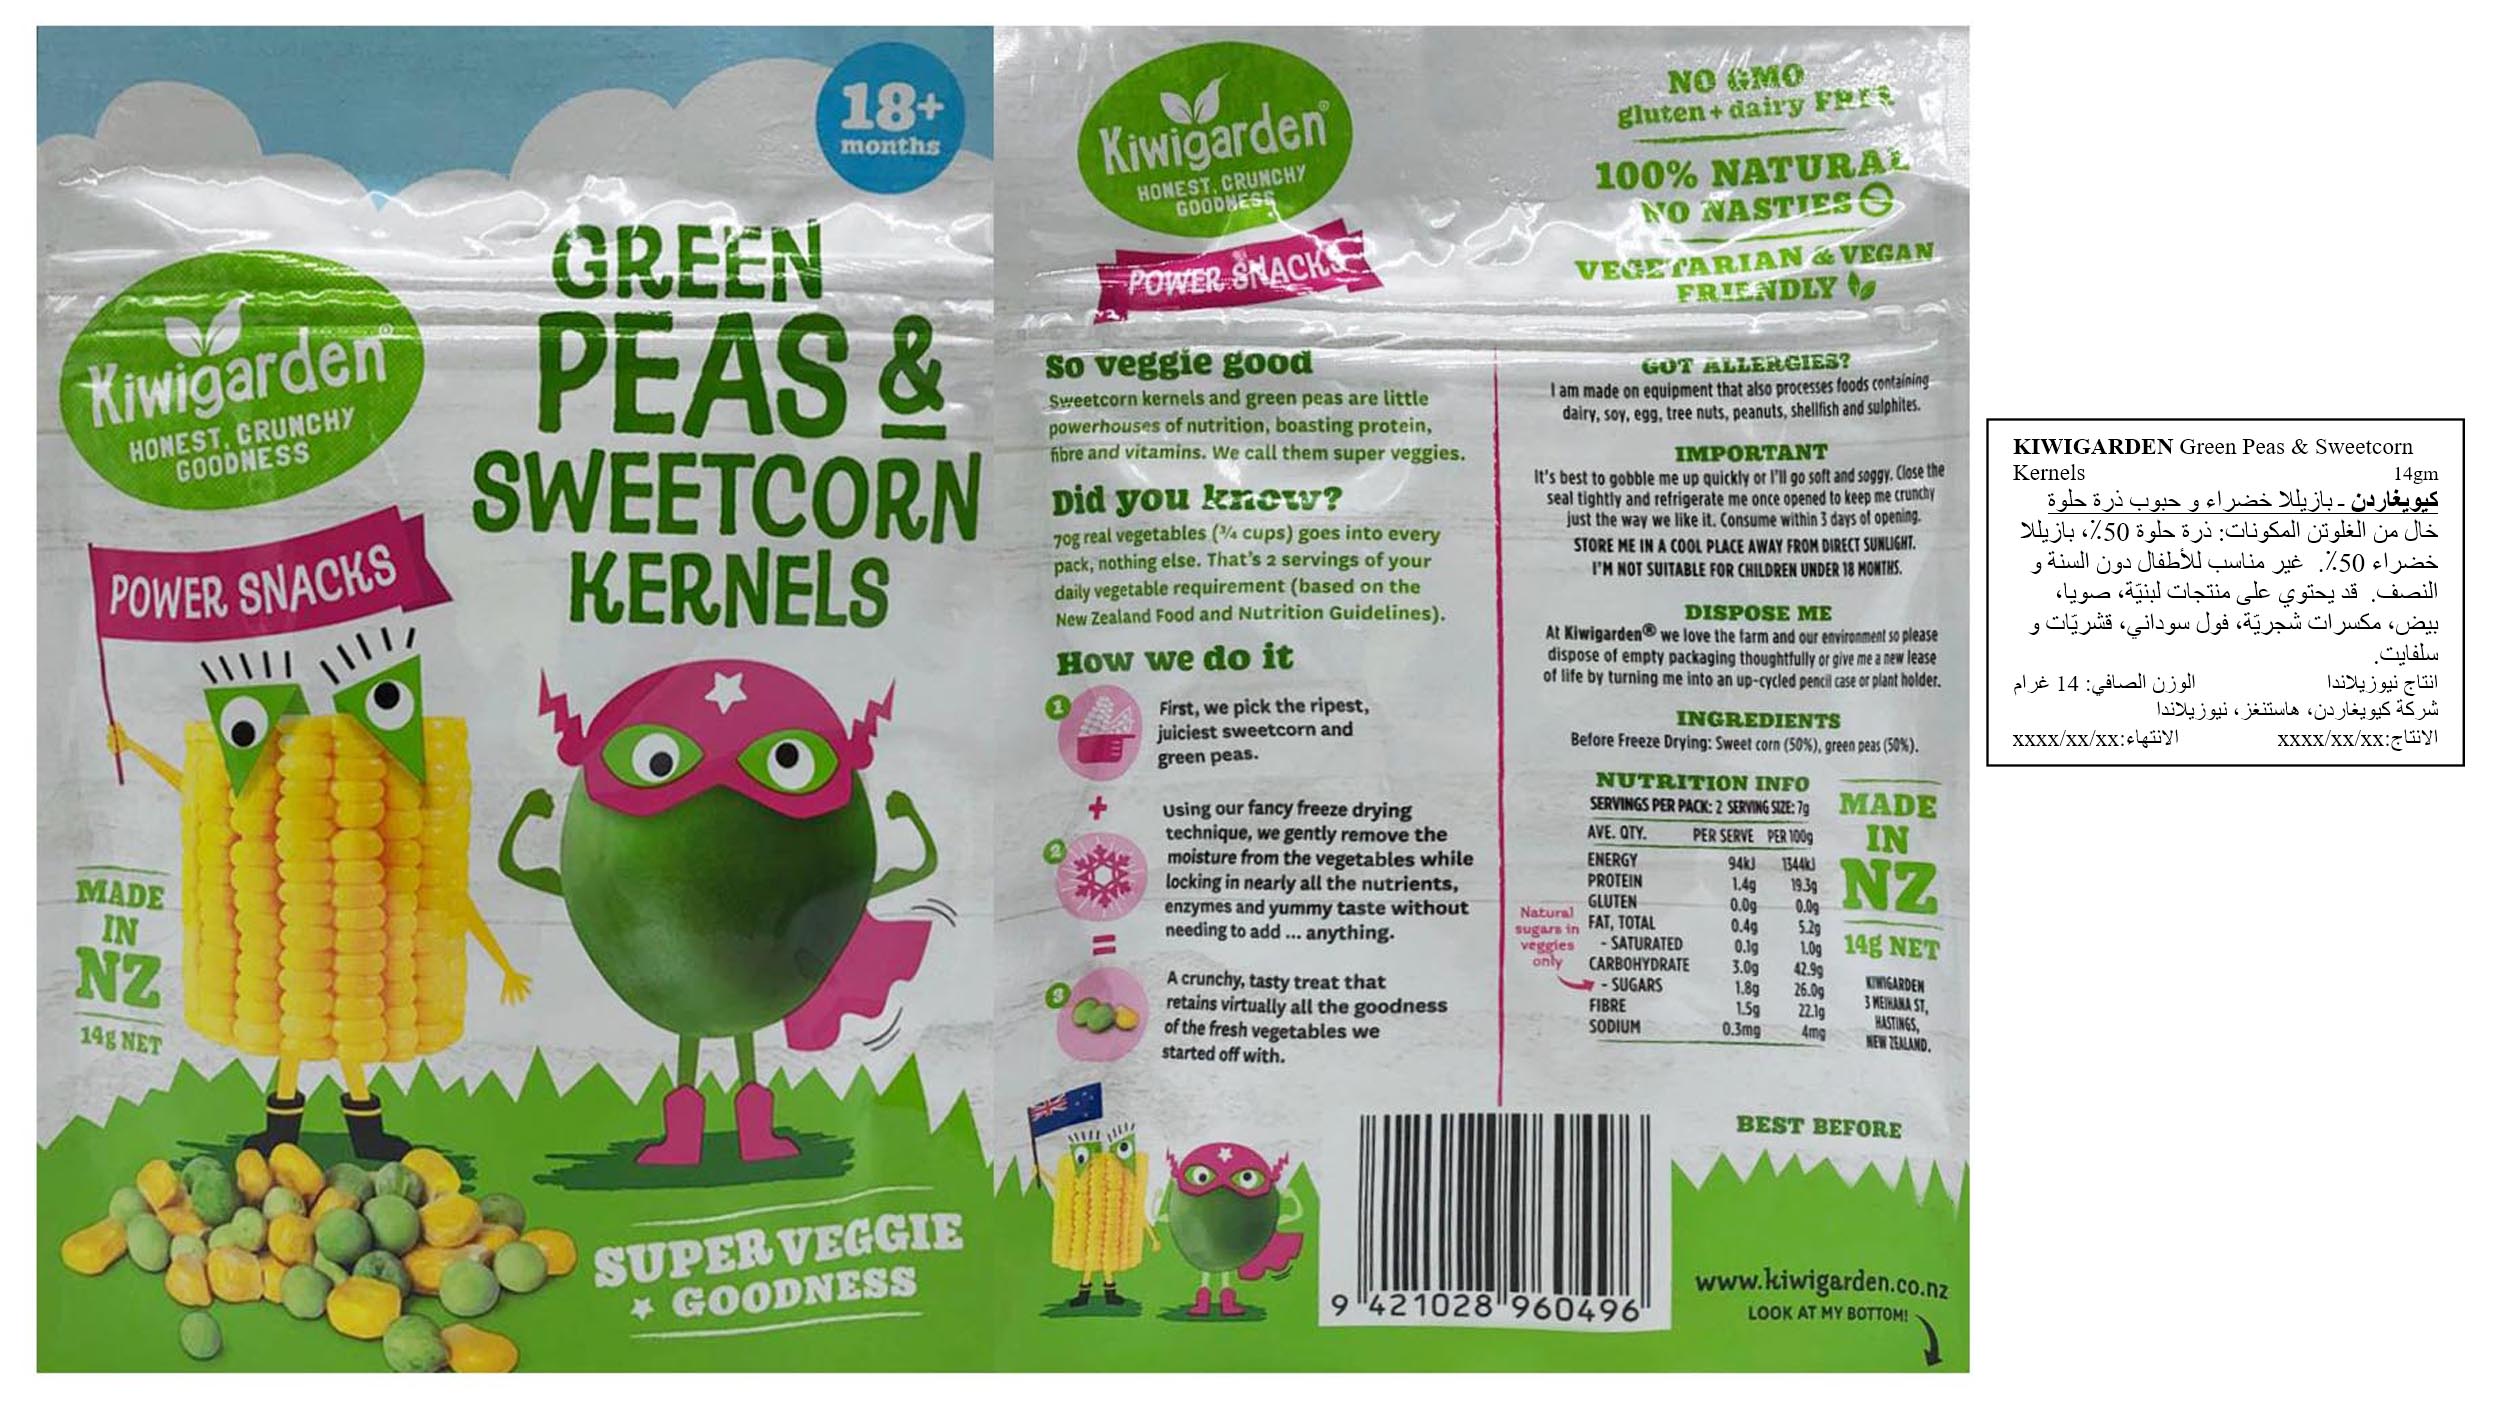 18+
months
Kiwigarden®
HONEST, CRUNCHY
GOODNESS
POWER SNACKS
GREEN
PEAS &
SWEETCORN
KERNELS
MADE
IN
NZ
14g NET
SUPER VEGGIE
GOODNESS
Kiwigarden®
HONEST, CRUNCHY
GOODNESS
POWER SNACKS
So veggie good
Sweetcorn kernels and green peas are little
powerhouses of nutrition, boasting protein,
fibre and vitamins. We call them super veggies.
Did you know?
70g real vegetables (¾ cups) goes into every
pack, nothing else. That's 2 servings of your
daily vegetable requirement (based on the
New Zealand Food and Nutrition Guidelines).
How we do it
1
First, we pick the ripest,
juiciest sweetcorn and
green peas.
+
2
Using our fancy freeze drying
technique, we gently remove the
moisture from the vegetables while
locking in nearly all the nutrients,
enzymes and yummy taste without
needing to add ... anything.
=
3
A crunchy, tasty treat that
retains virtually all the goodness
of the fresh vegetables we
started off with.
NO GMO
gluten + dairy FREE
100% NATURAL
NO NASTIES
VEGETARIAN & VEGAN
FRIENDLY
GOT ALLERGIES?
I am made on equipment that also processes foods containing
dairy, soy, egg, tree nuts, peanuts, shellfish and sulphites.
IMPORTANT
It's best to gobble me up quickly or I'll go soft and soggy. Close the
seal tightly and refrigerate me once opened to keep me crunchy
just the way we like it. Consume within 3 days of opening.
STORE ME IN A COOL PLACE AWAY FROM DIRECT SUNLIGHT.
I'M NOT SUITABLE FOR CHILDREN UNDER 18 MONTHS.
DISPOSE ME
At Kiwigarden® we love the farm and our environment so please
dispose of empty packaging thoughtfully or give me a new lease
of life by turning me into an up-cycled pencil case or plant holder.
INGREDIENTS
Before Freeze Drying: Sweet corn (50%), green peas (50%).
NUTRITION INFO
SERVINGS PER PACK: 2 SERVING SIZE: 7g
AVE. QTY. PER SERVE PER 100g
ENERGY 94kJ 1344kJ
PROTEIN 1.4g 19.3g
GLUTEN 0.0g 0.0g
FAT, TOTAL 0.4g 5.2g
- SATURATED 0.1g 1.0g
CARBOHYDRATE 3.0g 42.9g
- SUGARS 1.8g 26.0g
FIBRE 1.5g 22.1g
SODIUM 0.3mg 4mg
Natural
sugars in
veggies
only
MADE
IN
NZ
14g NET
KIWIGARDEN
3 MEIHANA ST,
HASTINGS,
NEW ZEALAND.
BEST BEFORE
9 421028 960496
www.kiwigarden.co.nz
LOOK AT MY BOTTOM!
KIWIGARDEN Green Peas & Sweetcorn
Kernels 14gm
كيويغاردن - بازيللا خضراء و حبوب ذرة حلوة
خال من الغلوتن المكونات: ذرة حلوة 50٪، بازيللا
خضراء 50٪. غير مناسب للأطفال دون السنة و
النصف. قد يحتوي على منتجات لبنيّة، صويا،
بيض، مكسرات شجريّة، فول سوداني، قشريّات و
سلفايت.
انتاج نيوزيلاندا الوزن الصافي: 14 غرام
شركة كيويغاردن، هاستنغز، نيوزيلاندا
الانتاج:xxxx/xx/xx الانتهاء:xxxx/xx/xx